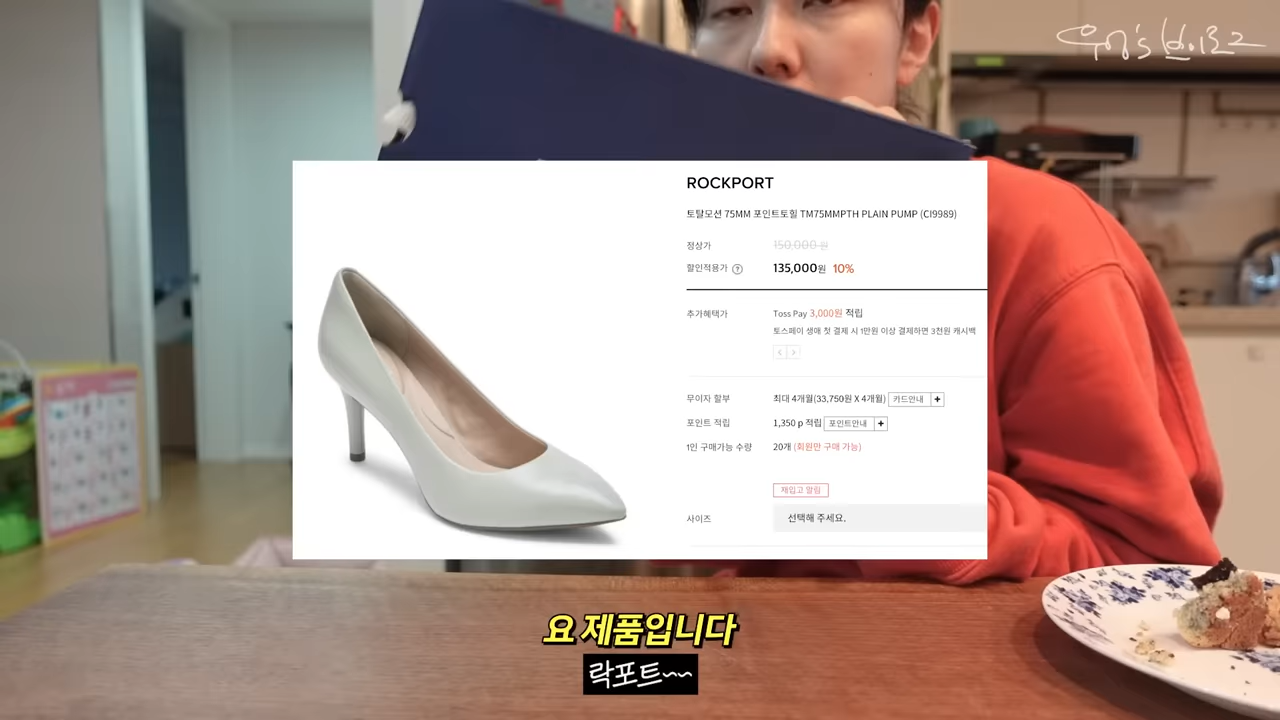 우정's 브이로그
ROCKPORT
토탈모션 75MM 포인트토힐 TM75MMPTH PLAIN PUMP (CI9989)
정상가 150,000 원
할인적용가 ? 135,000원 10%
추가혜택가 Toss Pay 3,000원 적립
토스페이 생애 첫 결제 시 1만원 이상 결제하면 3천원 캐시백
무이자 할부 최대 4개월(33,750원 X 4개월) 카드안내 +
포인트 적립 1,350 p 적립 포인트안내 +
1인 구매가능 수량 20개 (회원만 구매 가능)
재입고 알림
사이즈 선택해 주세요.
요 제품입니다
락포트~~